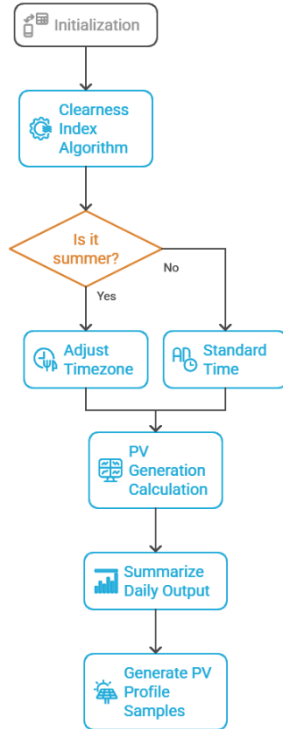 Initialization
Clearness
Index
Algorithm
Is it
summer?
No
Yes
Adjust
Timezone
Standard
Time
PV
Generation
Calculation
Summarize
Daily Output
Generate PV
Profile
Samples